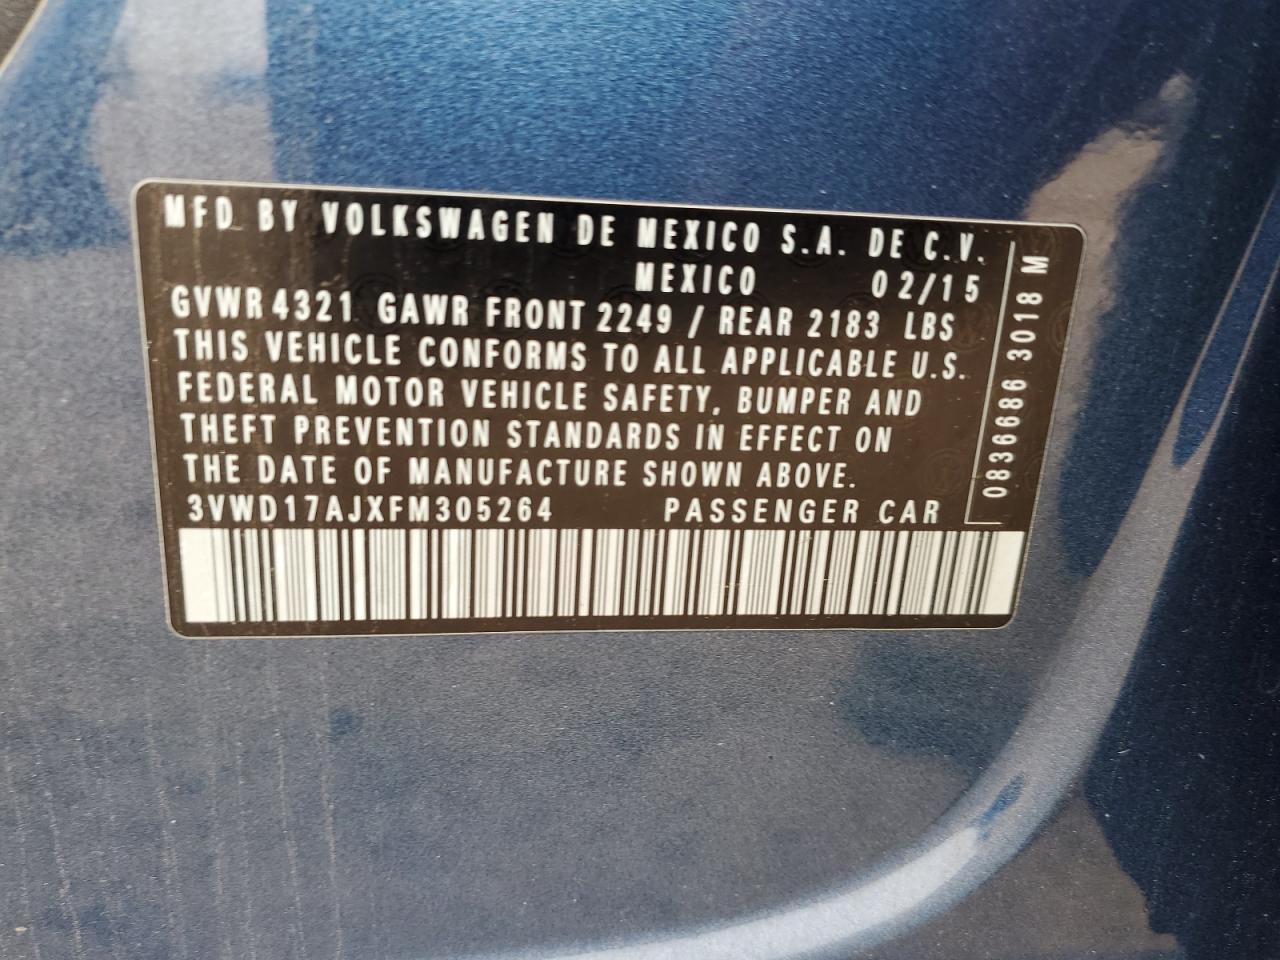 MFD BY VOLKSWAGEN DE MEXICO S.A. DE C.V.
MEXICO 02/15
GVWR 4321 GAWR FRONT 2249 / REAR 2183 LBS
THIS VEHICLE CONFORMS TO ALL APPLICABLE U.S.
FEDERAL MOTOR VEHICLE SAFETY, BUMPER AND
THEFT PREVENTION STANDARDS IN EFFECT ON
THE DATE OF MANUFACTURE SHOWN ABOVE.
3VWD17AJXFM305264 PASSENGER CAR
0836686 3018 M